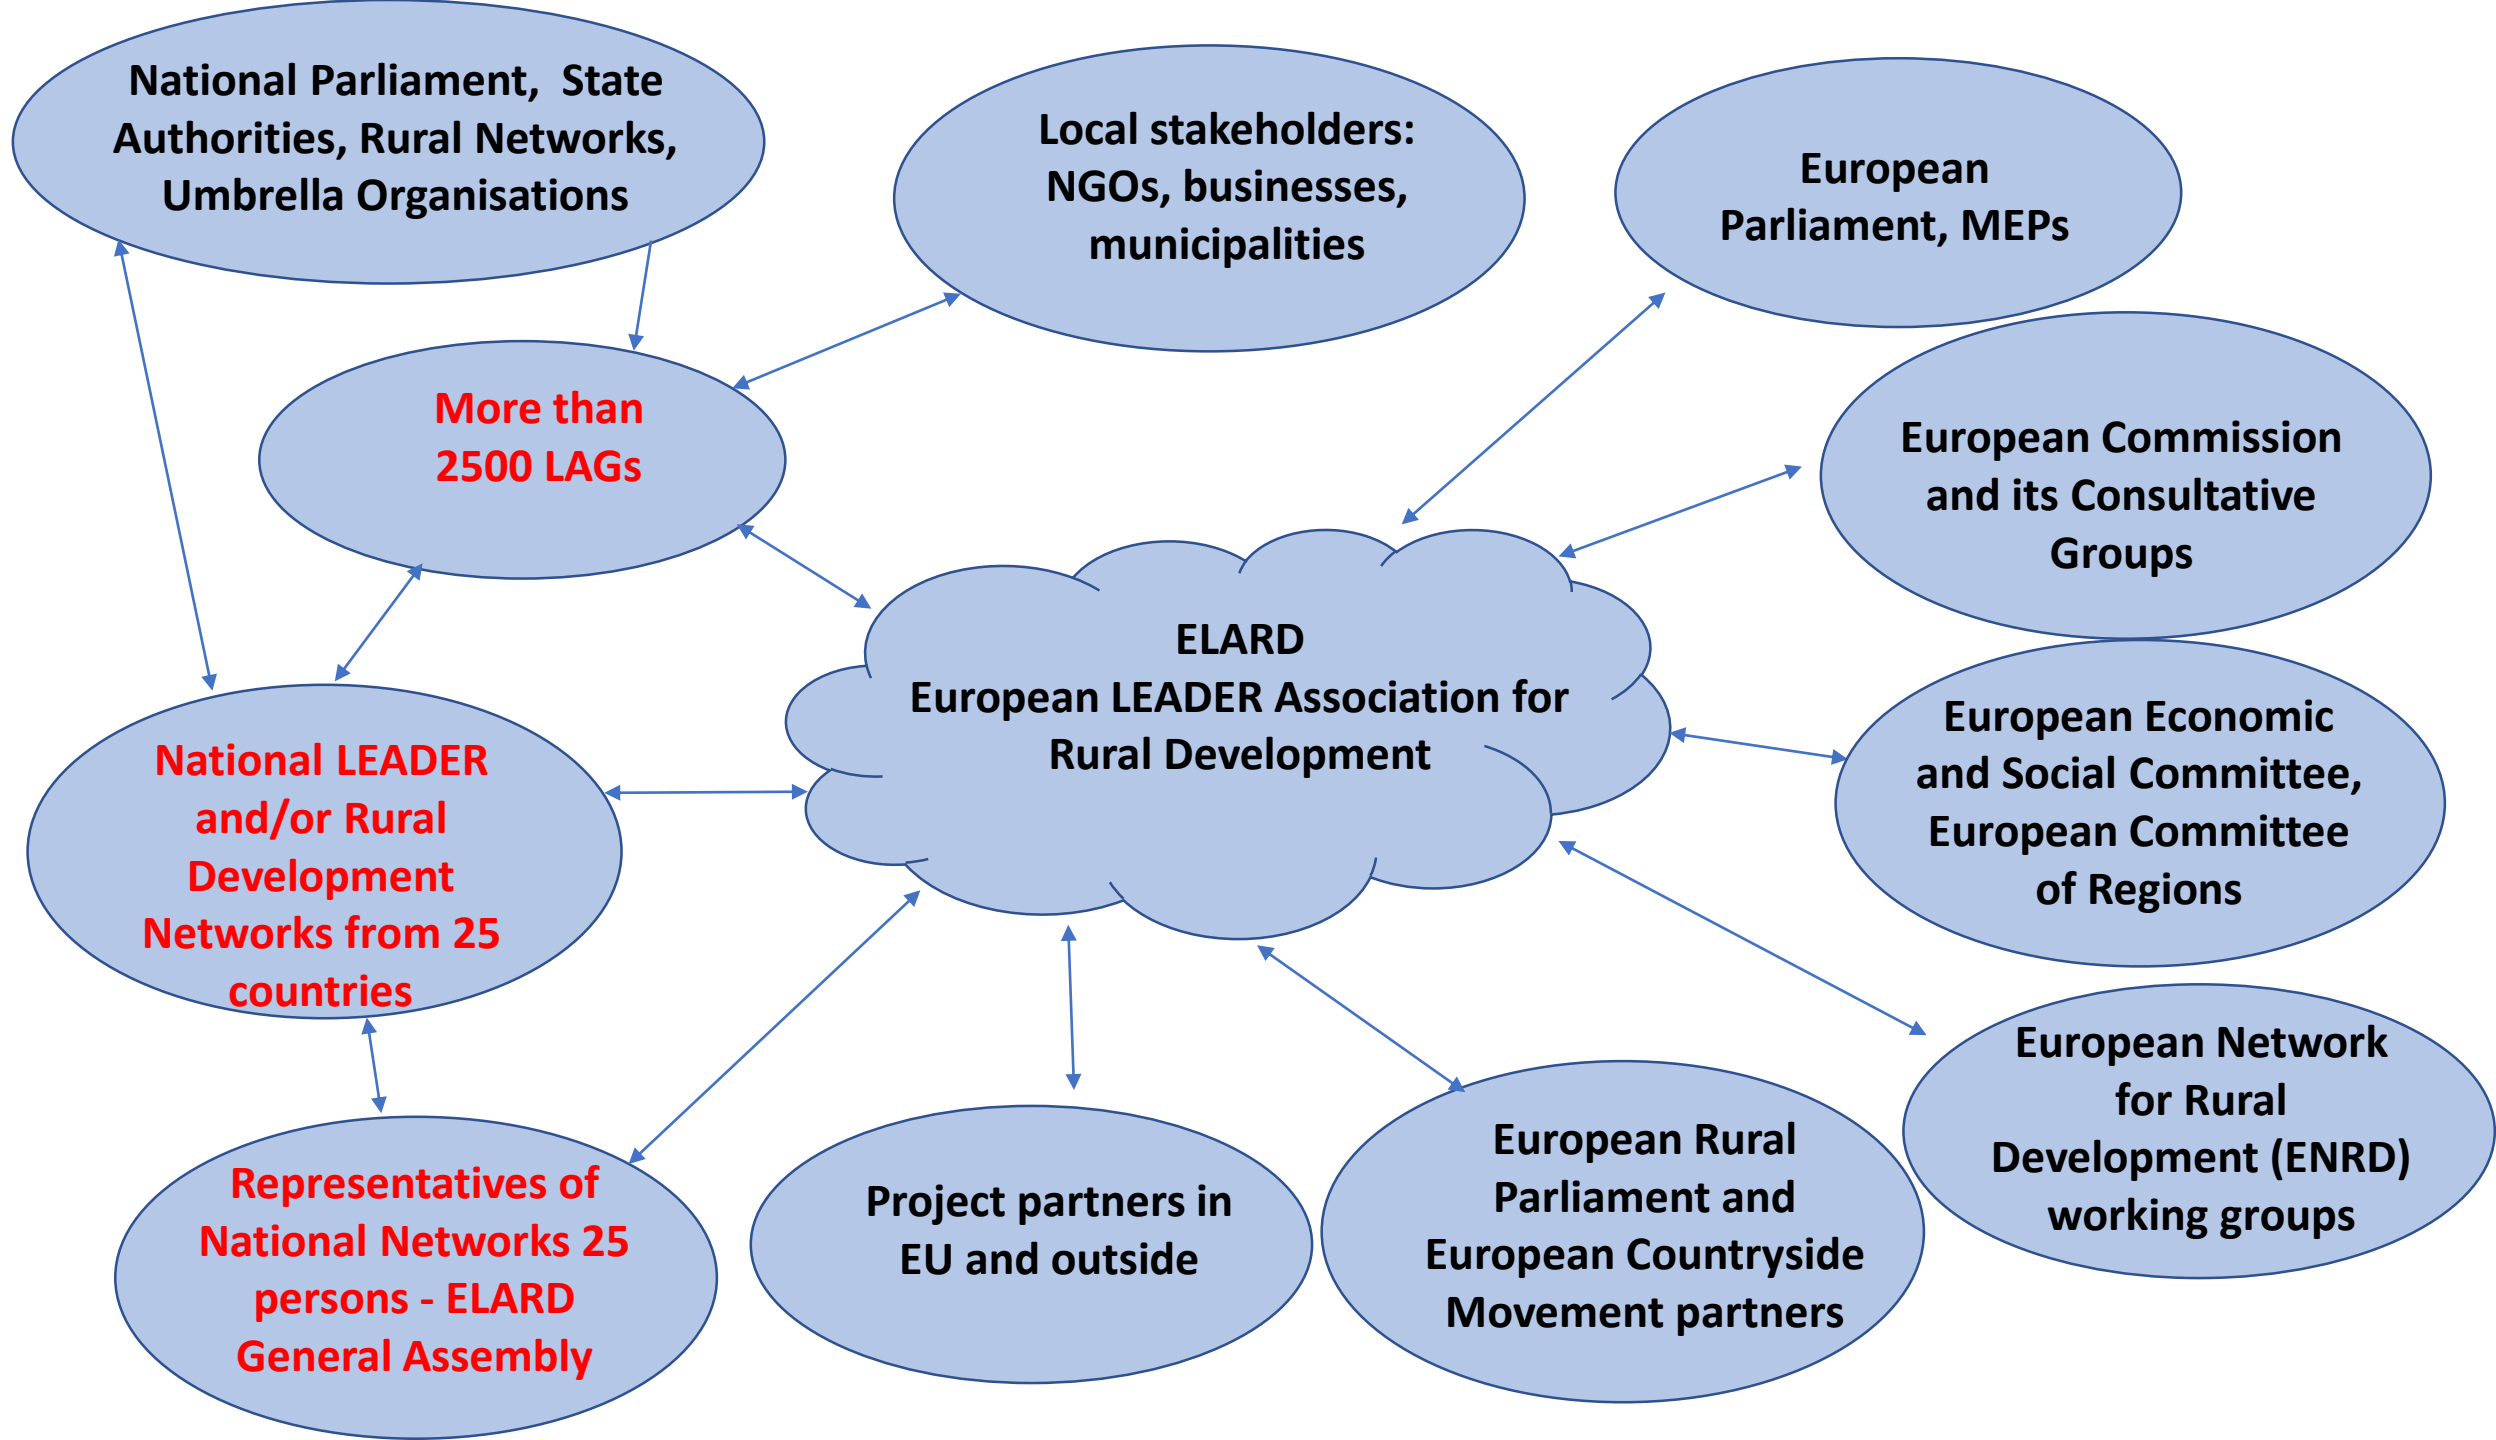 National Parliament,  State
Authorities, Rural Networks,
Umbrella Organisations
Local stakeholders:
NGOs, businesses,
municipalities
European
Parliament, MEPs
More than
2500 LAGs
European Commission
and its Consultative
Groups
ELARD
European LEADER Association for
Rural Development
National LEADER
and/or Rural
Development
Networks from 25
countries
European Economic
and Social Committee,
European Committee
of Regions
Representatives of
National Networks 25
persons - ELARD
General Assembly
Project partners in
EU and outside
European Rural
Parliament and
European Countryside
Movement partners
European Network
for Rural
Development (ENRD)
working groups